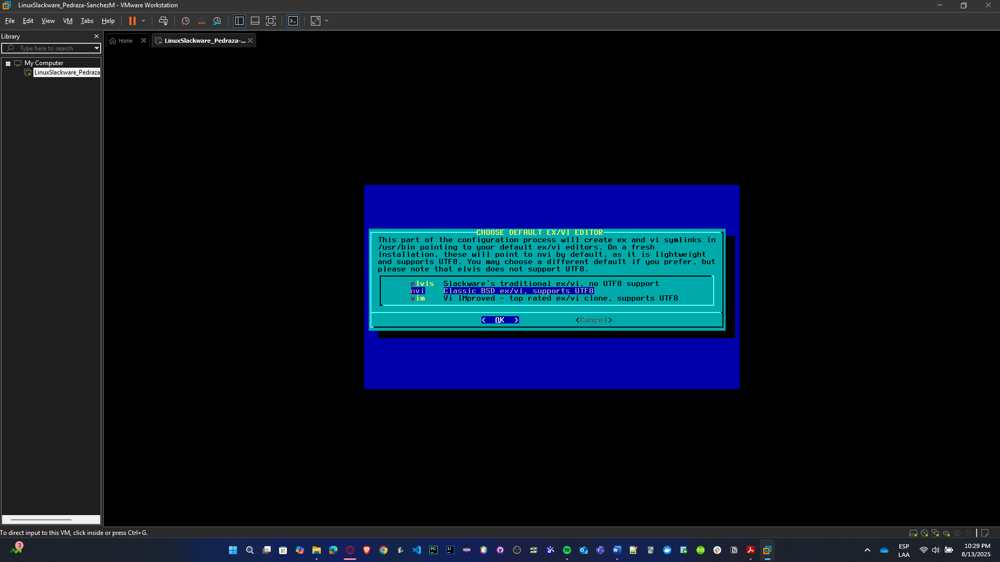 LinuxSlackware_Pedraza-SanchezM - VMware Workstation
File Edit View VM Tabs Help
Library
Home
LinuxSlackware_Pedraza-...
Type here to search
My Computer
LinuxSlackware_Pedraza
CHOOSE DEFAULT EX/VI EDITOR
This part of the configuration process will create ex and vi symlinks in
/usr/bin pointing to your default ex/vi editors. On a fresh
installation, these will point to nvi by default, as it is lightweight
and supports UTF8. You may choose a different default if you prefer, but
please note that elvis does not support UTF8.
elvis Slackware's traditional ex/vi, no UTF8 support
nvi Classic BSD ex/vi, supports UTF8
vim Vi IMproved - top rated ex/vi clone, supports UTF8
< OK > <Cancel>
To direct input to this VM, click inside or press Ctrl+G.
3
ESP
LAA
10:29 PM
8/13/2025